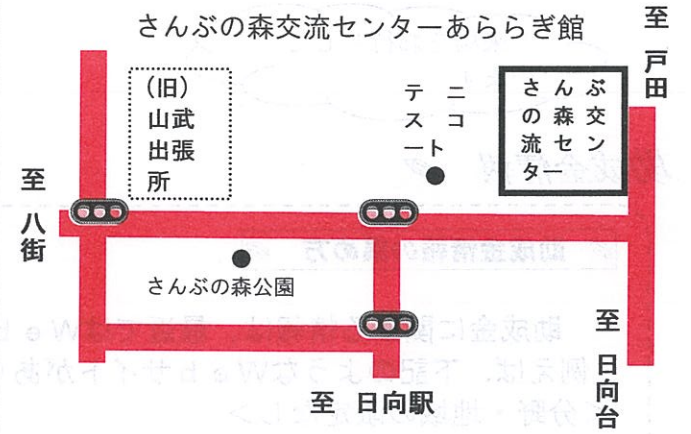 さんぶの森交流センターあららぎ館
至 戸田
（旧）
山武
出張
所
テ ニ
ス コ
ート
さ ん ぶ
の 森 交
流 セ ン
タ ー
至 八街
さんぶの森公園
至 日向台
至 日向駅